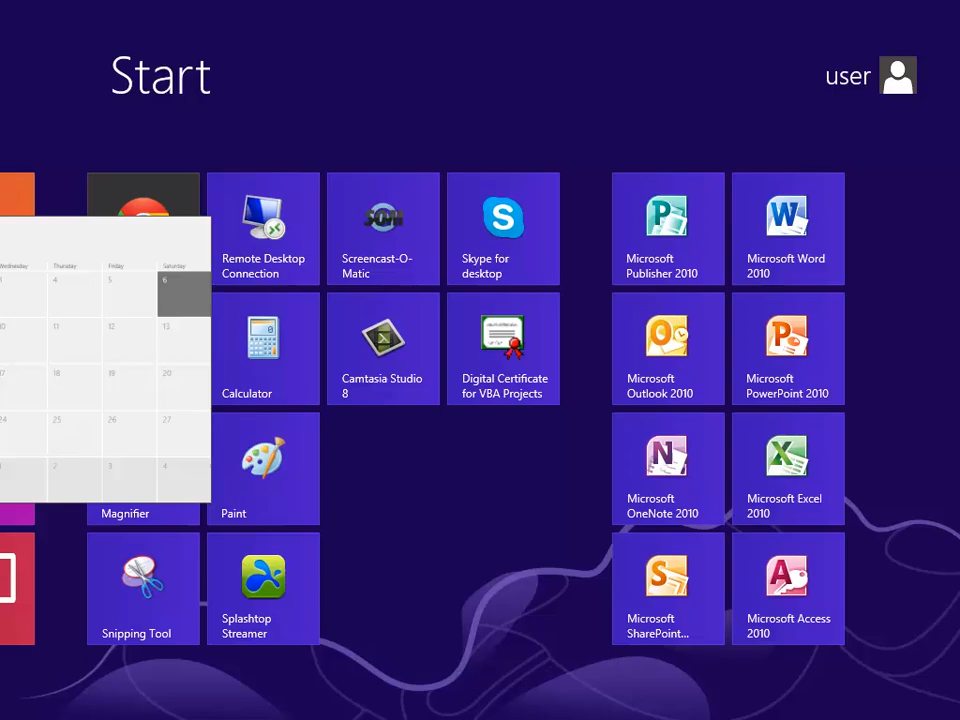 Start
user
Remote Desktop
Connection
Screencast-O-
Matic
Skype for
desktop
Microsoft
Publisher 2010
Microsoft Word
2010
Wednesday Thursday Friday Saturday
4 5 6
11 12 13
18 19 20
25 26 27
2 3 4
Calculator
Camtasia Studio
8
Digital Certificate
for VBA Projects
Microsoft
Outlook 2010
Microsoft
PowerPoint 2010
Magnifier
Paint
Microsoft
OneNote 2010
Microsoft Excel
2010
Snipping Tool
Splashtop
Streamer
Microsoft
SharePoint...
Microsoft Access
2010